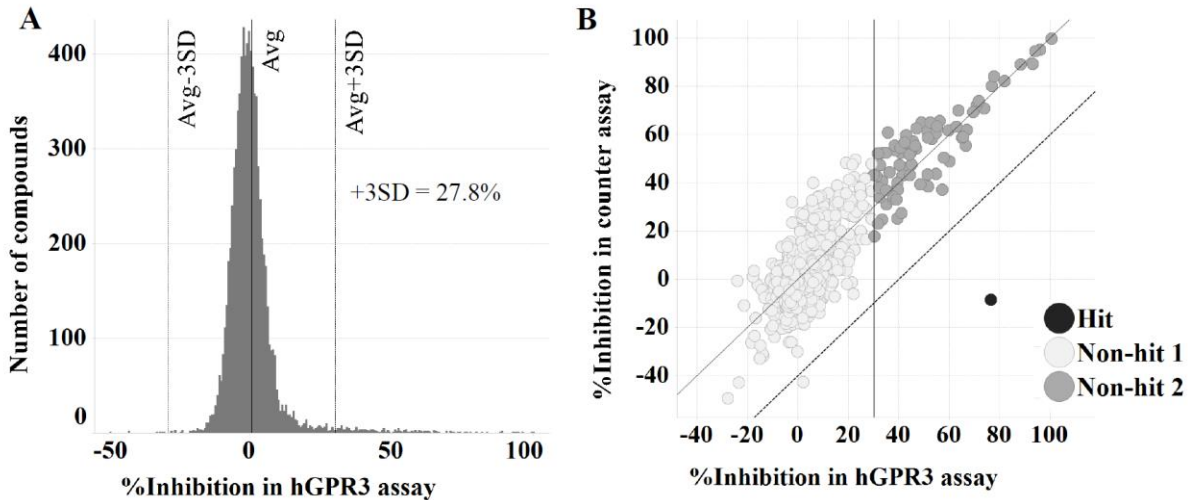 A
Avg-3SD
Avg
Avg+3SD
+3SD = 27.8%
Number of compounds
400
300
200
100
0
-50
0
50
100
%Inhibition in hGPR3 assay
B
%Inhibition in counter assay
100
80
60
40
20
0
-20
-40
-40
-20
0
20
40
60
80
100
%Inhibition in hGPR3 assay
Hit
Non-hit 1
Non-hit 2